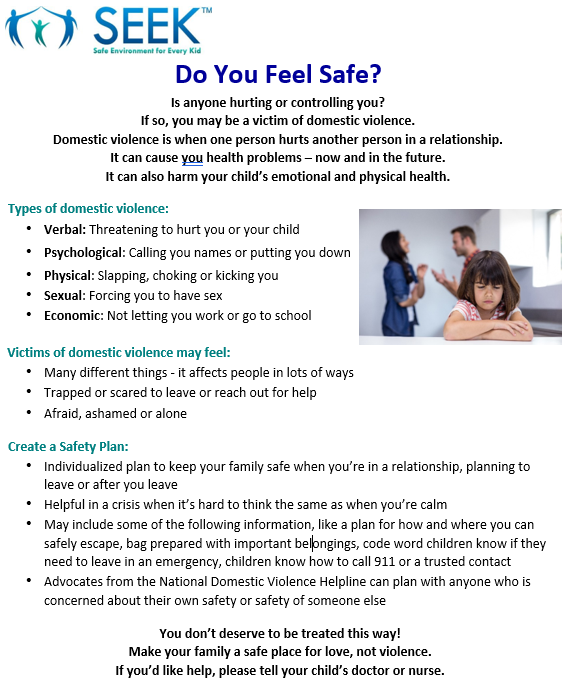 SEEK™
Safe Environment for Every Kid
Do You Feel Safe?
Is anyone hurting or controlling you?
If so, you may be a victim of domestic violence.
Domestic violence is when one person hurts another person in a relationship.
It can cause you health problems – now and in the future.
It can also harm your child's emotional and physical health.
Types of domestic violence:
• Verbal: Threatening to hurt you or your child
• Psychological: Calling you names or putting you down
• Physical: Slapping, choking or kicking you
• Sexual: Forcing you to have sex
• Economic: Not letting you work or go to school
Victims of domestic violence may feel:
• Many different things - it affects people in lots of ways
• Trapped or scared to leave or reach out for help
• Afraid, ashamed or alone
Create a Safety Plan:
• Individualized plan to keep your family safe when you're in a relationship, planning to
leave or after you leave
• Helpful in a crisis when it's hard to think the same as when you're calm
• May include some of the following information, like a plan for how and where you can
safely escape, bag prepared with important belongings, code word children know if they
need to leave in an emergency, children know how to call 911 or a trusted contact
• Advocates from the National Domestic Violence Helpline can plan with anyone who is
concerned about their own safety or safety of someone else
You don't deserve to be treated this way!
Make your family a safe place for love, not violence.
If you'd like help, please tell your child's doctor or nurse.